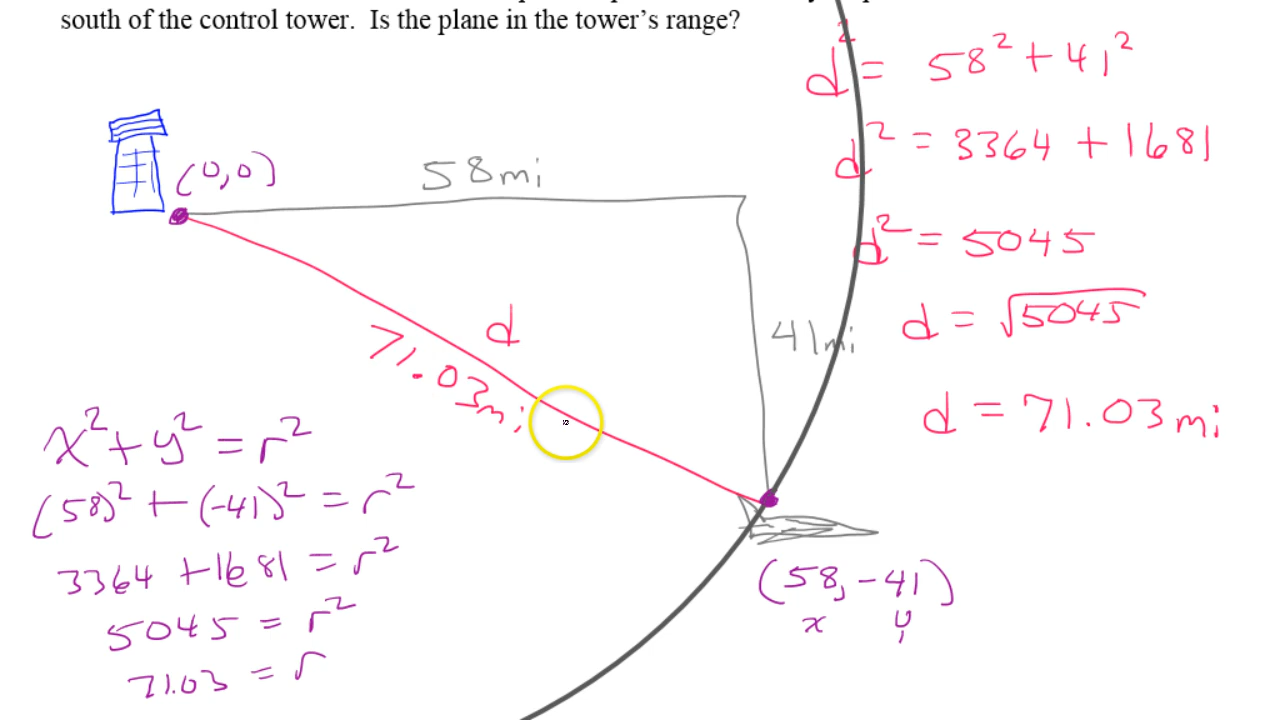 south of the control tower. Is the plane in the tower's range?
d² = 58² + 41²
(0,0)
58mi
d² = 3364 + 1681
d² = 5045
d
41mi
d = √5045
71.03mi
d = 71.03mi
x² + y² = r²
(58)² + (-41)² = r²
3364 + 1681 = r²
(58, -41)
x y
5045 = r²
71.03 = r